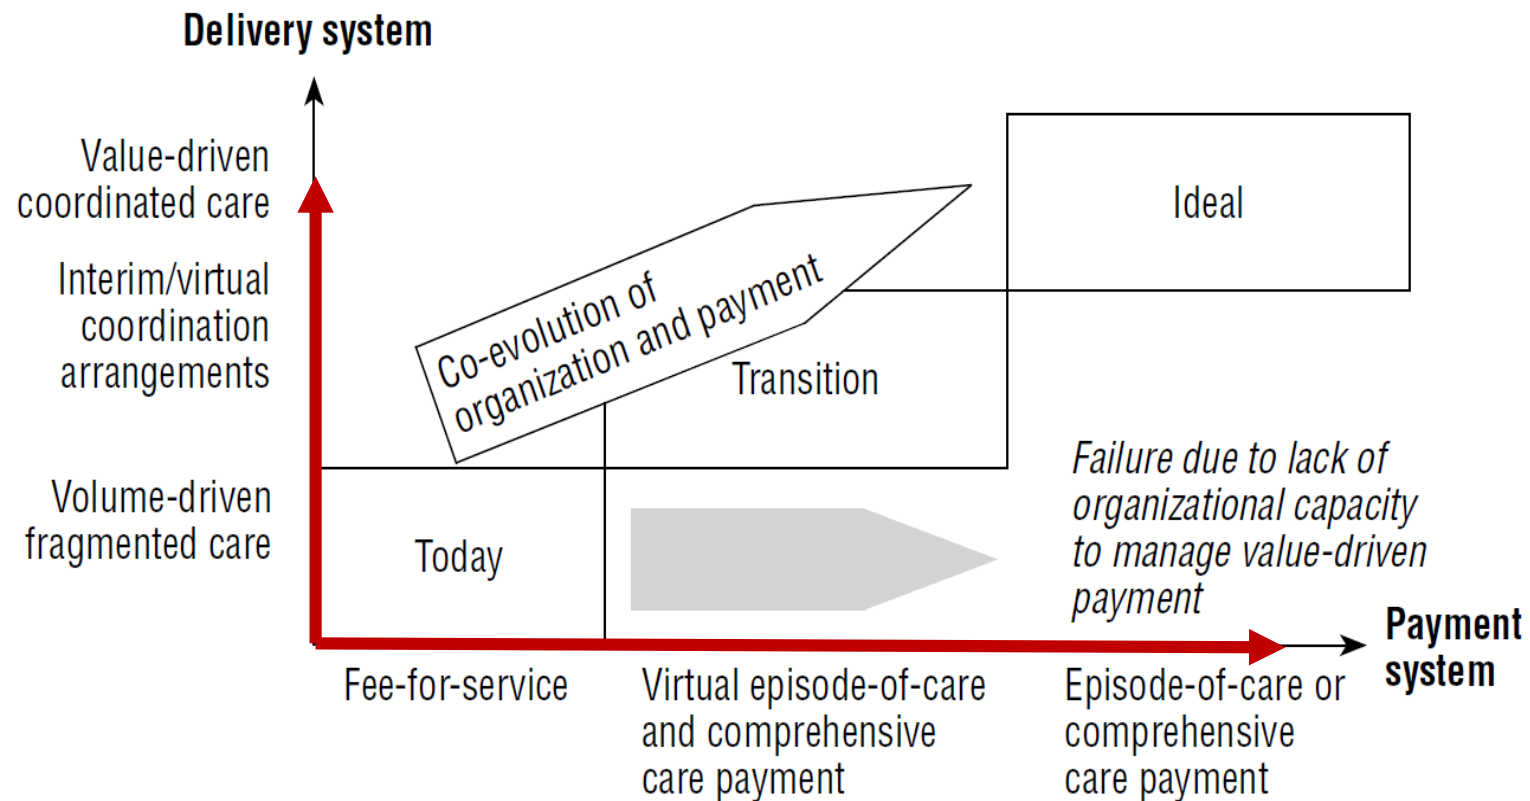 Delivery system
Value-driven
coordinated care
Interim/virtual
coordination
arrangements
Volume-driven
fragmented care
Co-evolution of
organization and payment
Ideal
Transition
Today
Failure due to lack of
organizational capacity
to manage value-driven
payment
Payment
system
Fee-for-service
Virtual episode-of-care
and comprehensive
care payment
Episode-of-care or
comprehensive
care payment